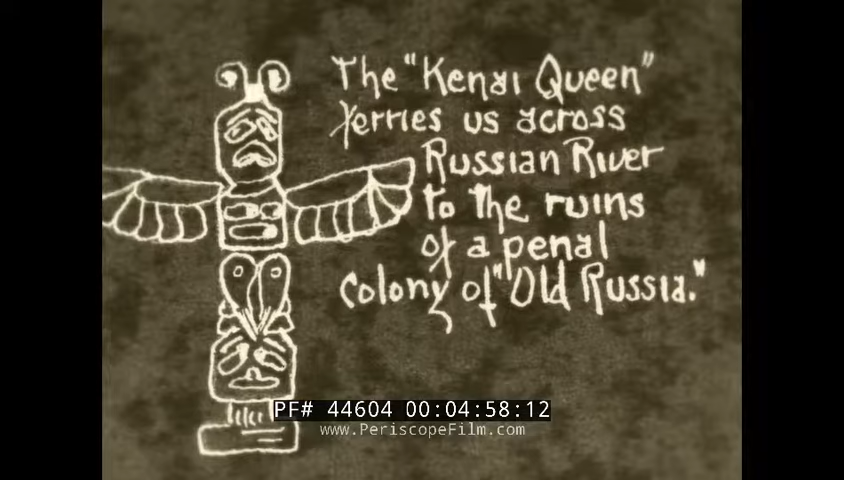 The "Kenai Queen"
ferries us across
Russian River
to the ruins
of a penal
colony of "Old Russia."
PF# 44604 00:04:58:12
www.PeriscopeFilm.com